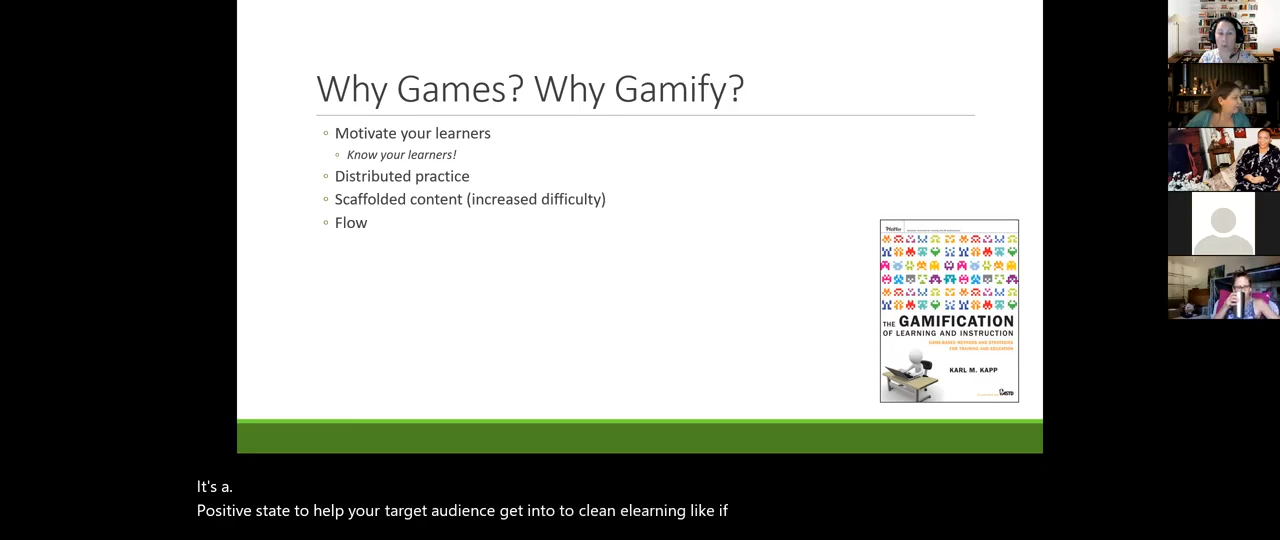 Why Games? Why Gamify?
Motivate your learners
Know your learners!
Distributed practice
Scaffolded content (increased difficulty)
Flow
THE GAMIFICATION
OF LEARNING AND INSTRUCTION
GAME-BASED METHODS AND STRATEGIES
FOR TRAINING AND EDUCATION
KARL M. KAPP
ASTD
It's a.
Positive state to help your target audience get into to clean elearning like if